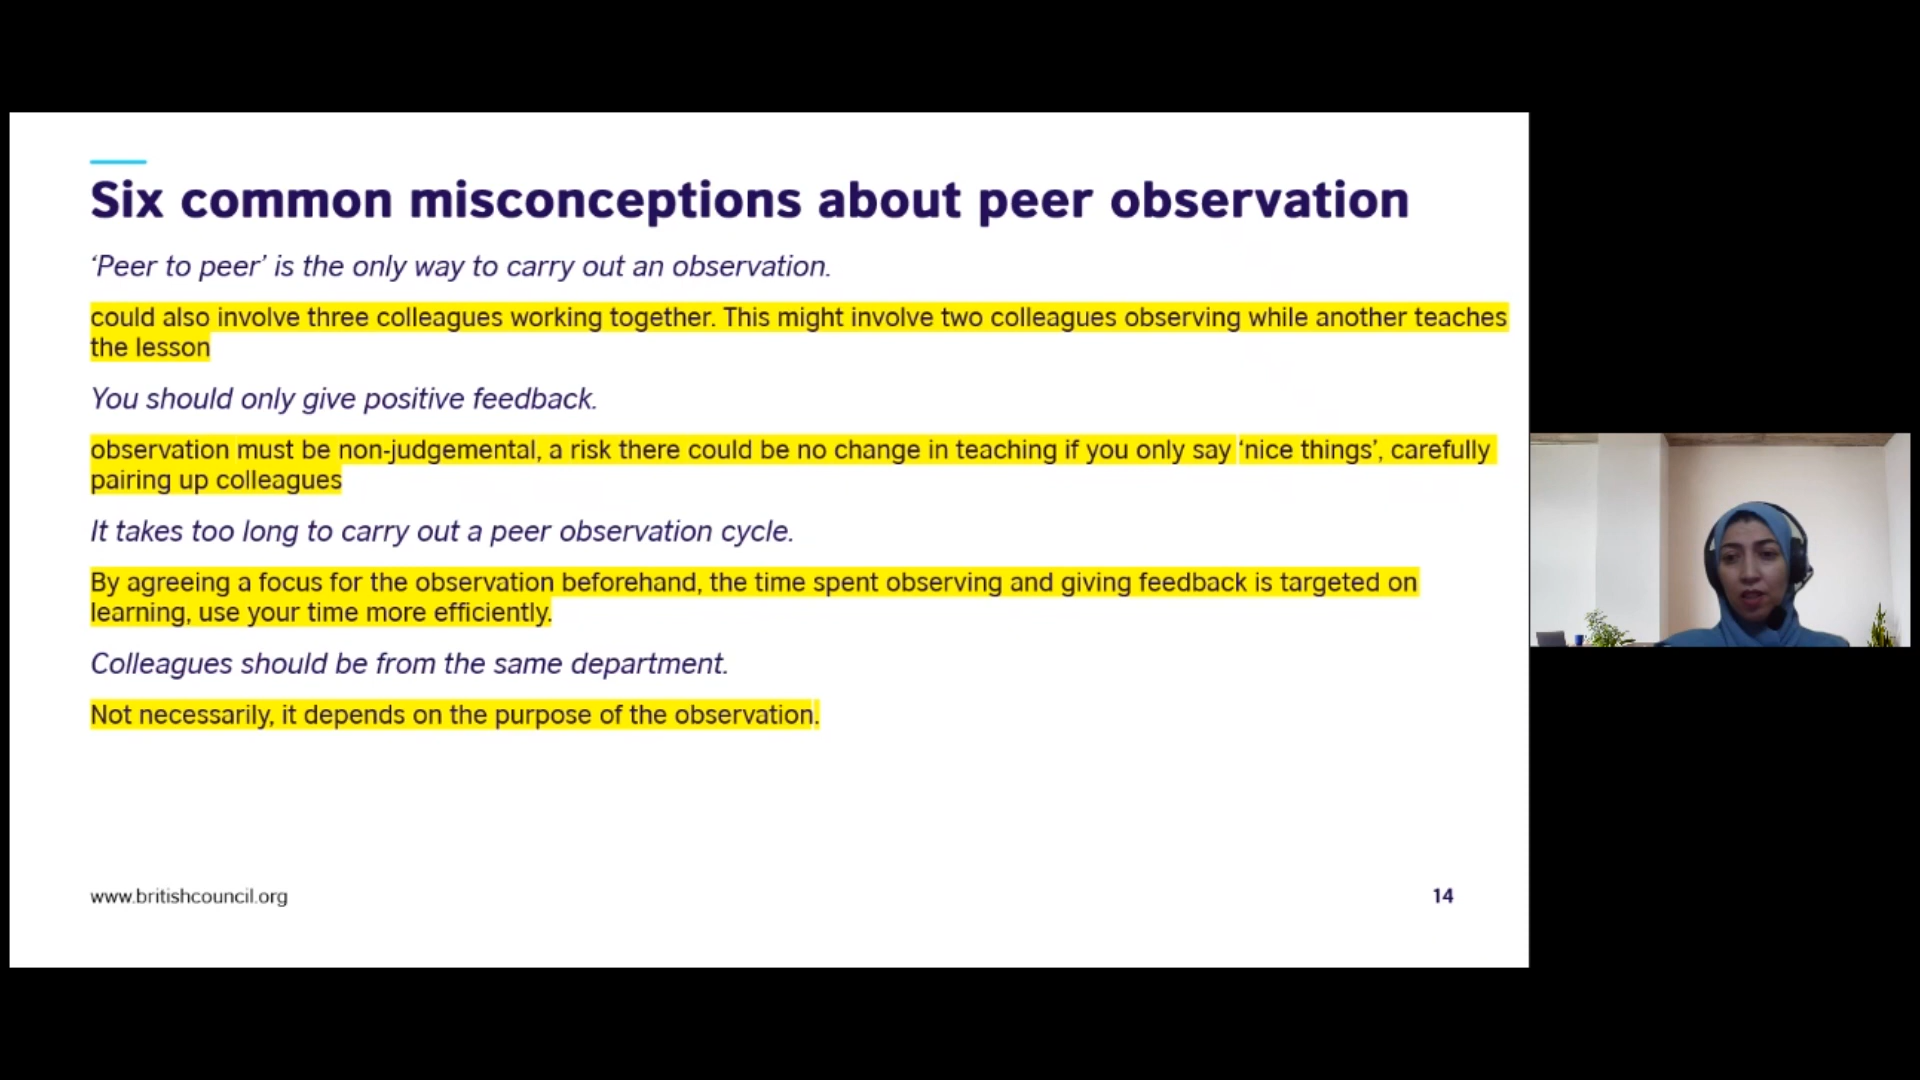 Six common misconceptions about peer observation
‘Peer to peer’ is the only way to carry out an observation.
could also involve three colleagues working together. This might involve two colleagues observing while another teaches
the lesson
You should only give positive feedback.
observation must be non-judgemental, a risk there could be no change in teaching if you only say ‘nice things’, carefully
pairing up colleagues
It takes too long to carry out a peer observation cycle.
By agreeing a focus for the observation beforehand, the time spent observing and giving feedback is targeted on
learning, use your time more efficiently.
Colleagues should be from the same department.
Not necessarily, it depends on the purpose of the observation.
www.britishcouncil.org
14